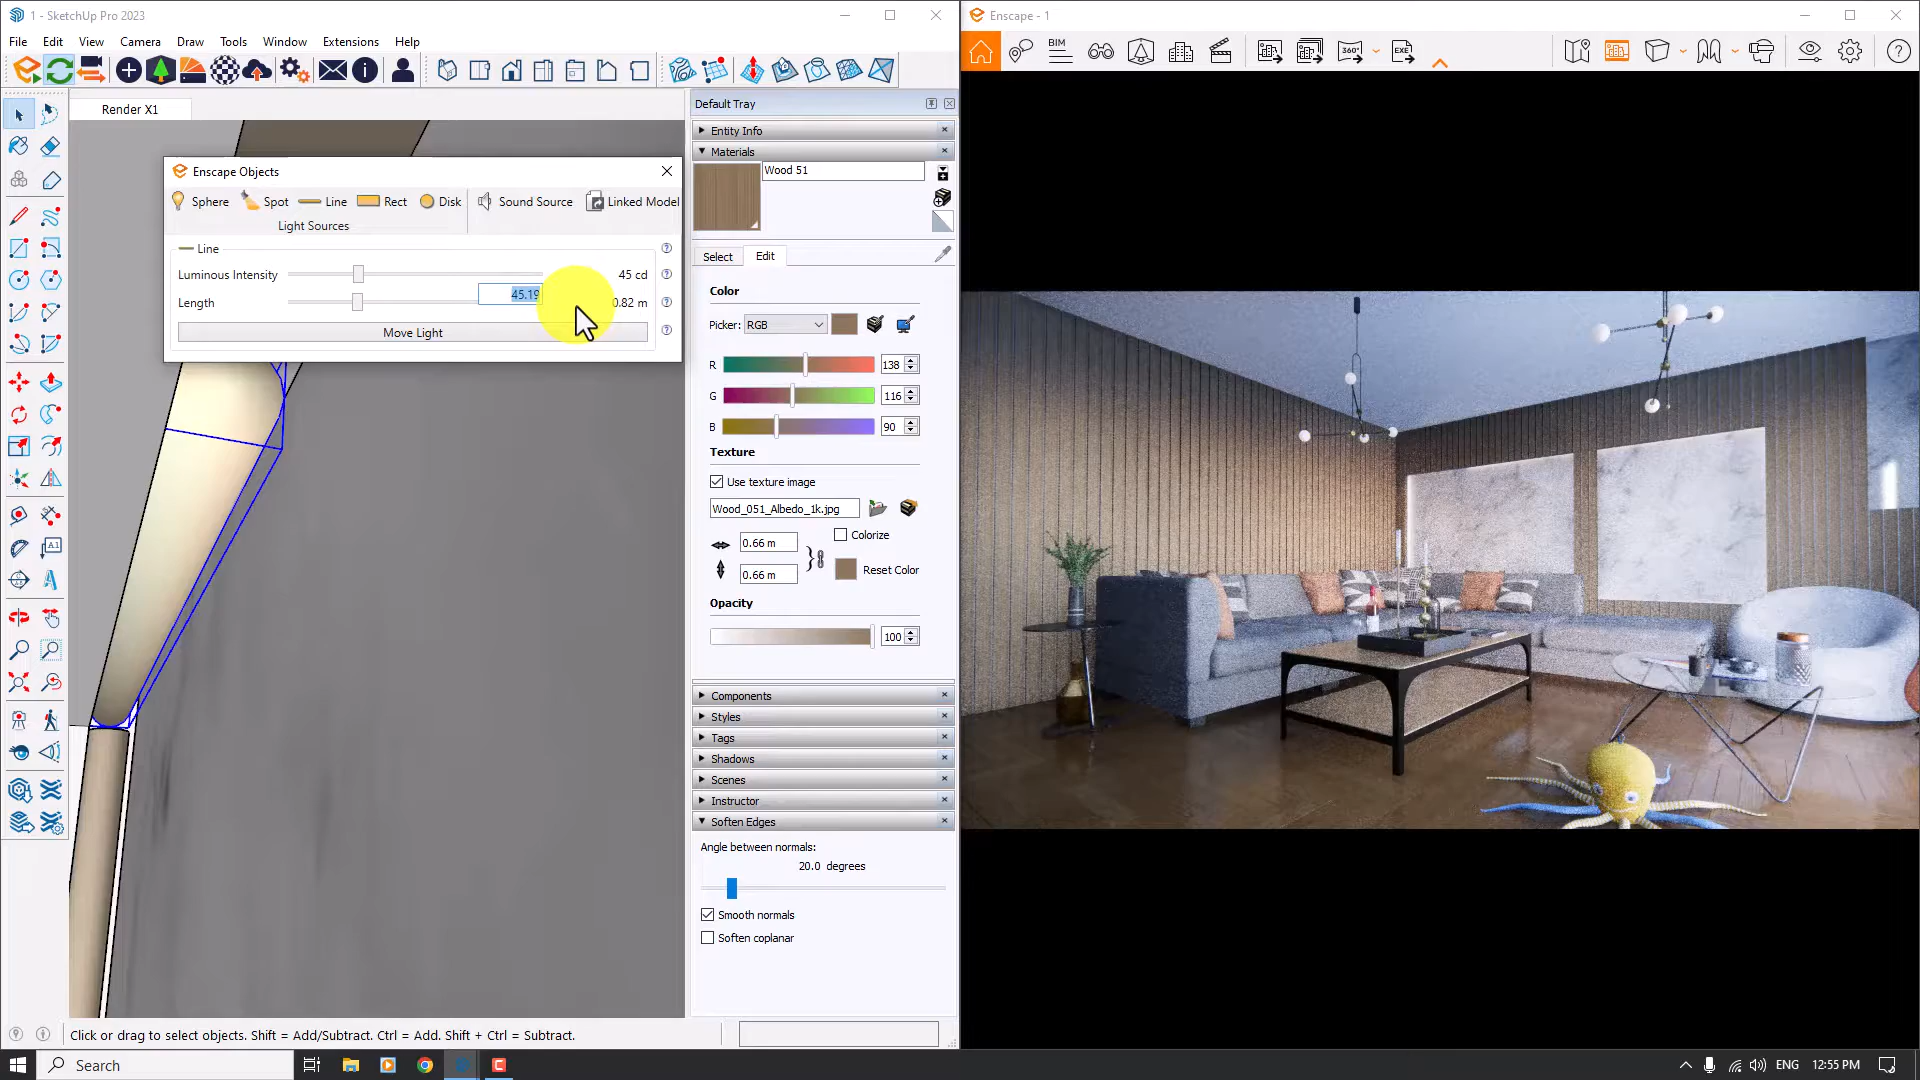 1 - SketchUp Pro 2023
File Edit View Camera Draw Tools Window Extensions Help
Render X1
Enscape Objects
Sphere Spot Line Rect Disk Sound Source Linked Model
Light Sources
Line
Luminous Intensity 45 cd
45.19
Length 0.82 m
Move Light
Default Tray
Entity Info
Materials
Wood 51
Select Edit
Color
Picker: RGB
R 138
G 116
B 90
Texture
Use texture image
Wood_051_Albedo_1k.jpg
0.66 m Colorize
0.66 m Reset Color
Opacity
100
Components
Styles
Tags
Shadows
Scenes
Instructor
Soften Edges
Angle between normals:
20.0 degrees
Smooth normals
Soften coplanar
Click or drag to select objects. Shift = Add/Subtract. Ctrl = Add. Shift + Ctrl = Subtract.
Enscape - 1
BIM
360°
EXE
Search
ENG 12:55 PM